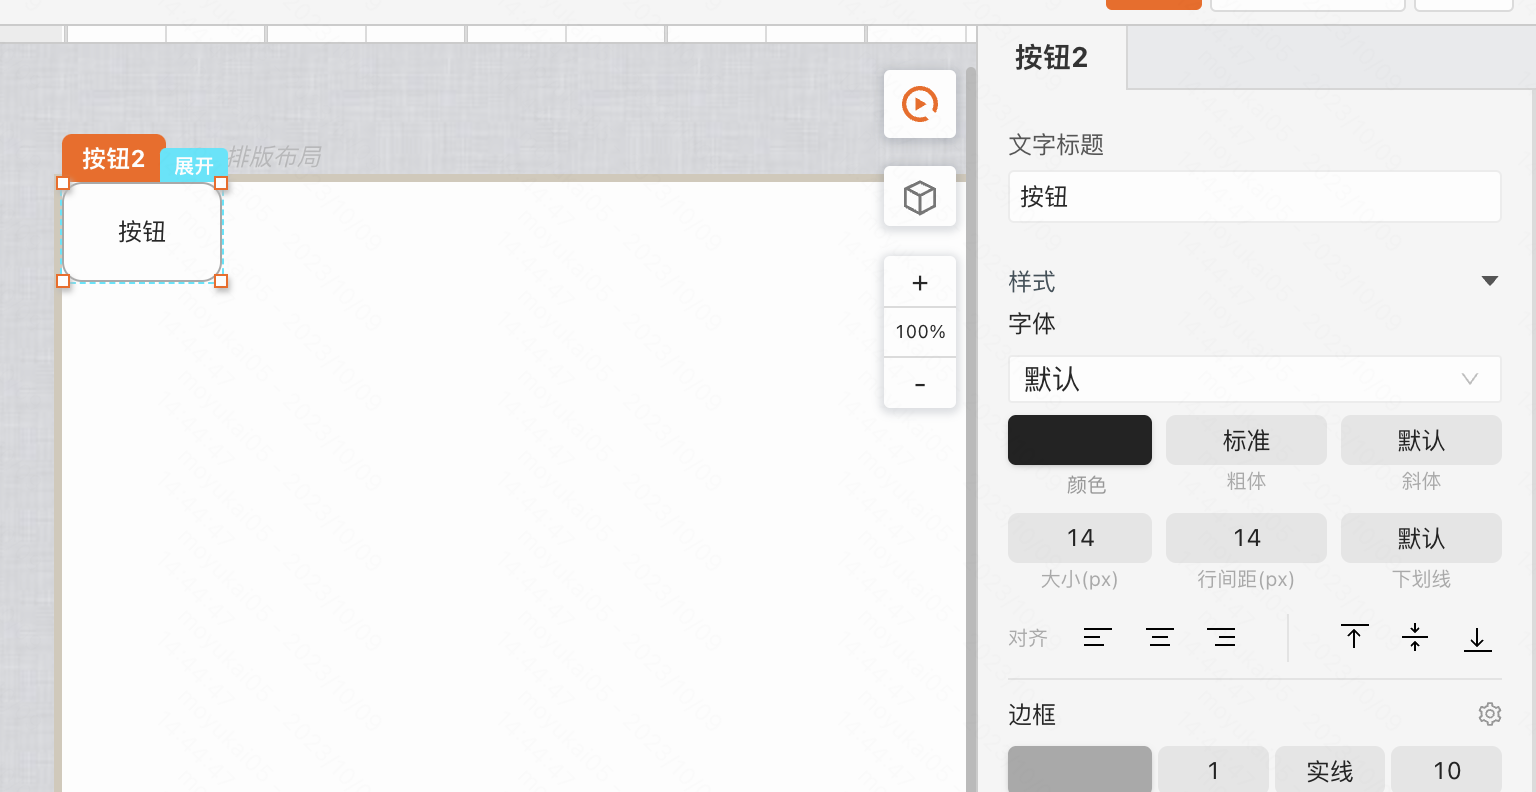 按钮2
按钮2
展开
排版布局
按钮
+
100%
-
文字标题
按钮
样式
字体
默认
标准
默认
颜色
粗体
斜体
14
14
默认
大小(px)
行间距(px)
下划线
对齐
边框
1
实线
10